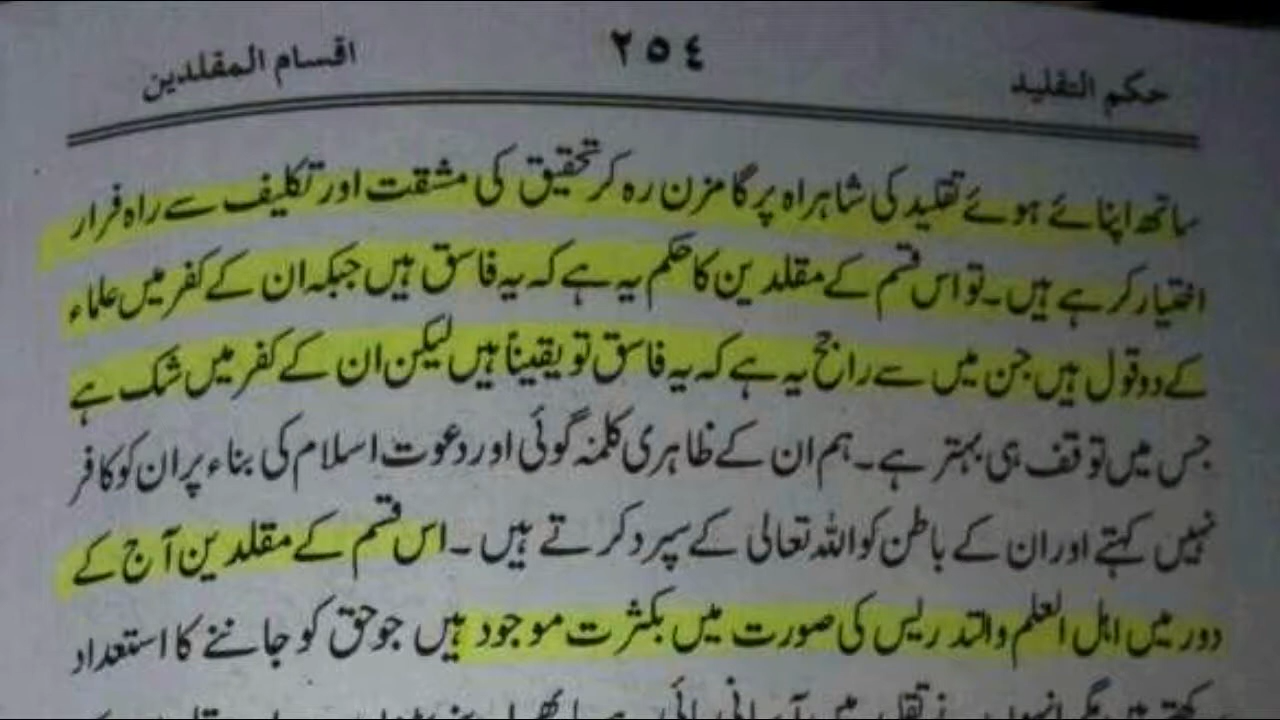 حکم التقلید ٢٥٤ اقسام المقلدین
ساتھ اپنائے ہوئے تقلید کی شاہراہ پر گامزن رہ کر تحقیق کی مشقت اور تکلیف سے راہ فرار
اختیار کر ہے ہیں۔ تو اس قسم کے مقلدین کا حکم یہ ہے کہ یہ فاسق ہیں جبکہ ان کے کفر میں علماء
کے دو قول ہیں جن میں سے راجح یہ ہے کہ یہ فاسق تو یقیناً ہیں لیکن ان کے کفر میں شک ہے
جس میں توقف ہی بہتر ہے۔ ہم ان کے ظاہری کلمہ گوئی اور دعوت اسلام کی بناء پر ان کو کافر
نہیں کہتے اور ان کے باطن کو اللہ تعالی کے سپرد کرتے ہیں ۔ اس قسم کے مقلدین آج کے
دور میں اہل العلم والتدریس کی صورت میں بکثرت موجود ہیں جو حق کو جاننے کا استعداد